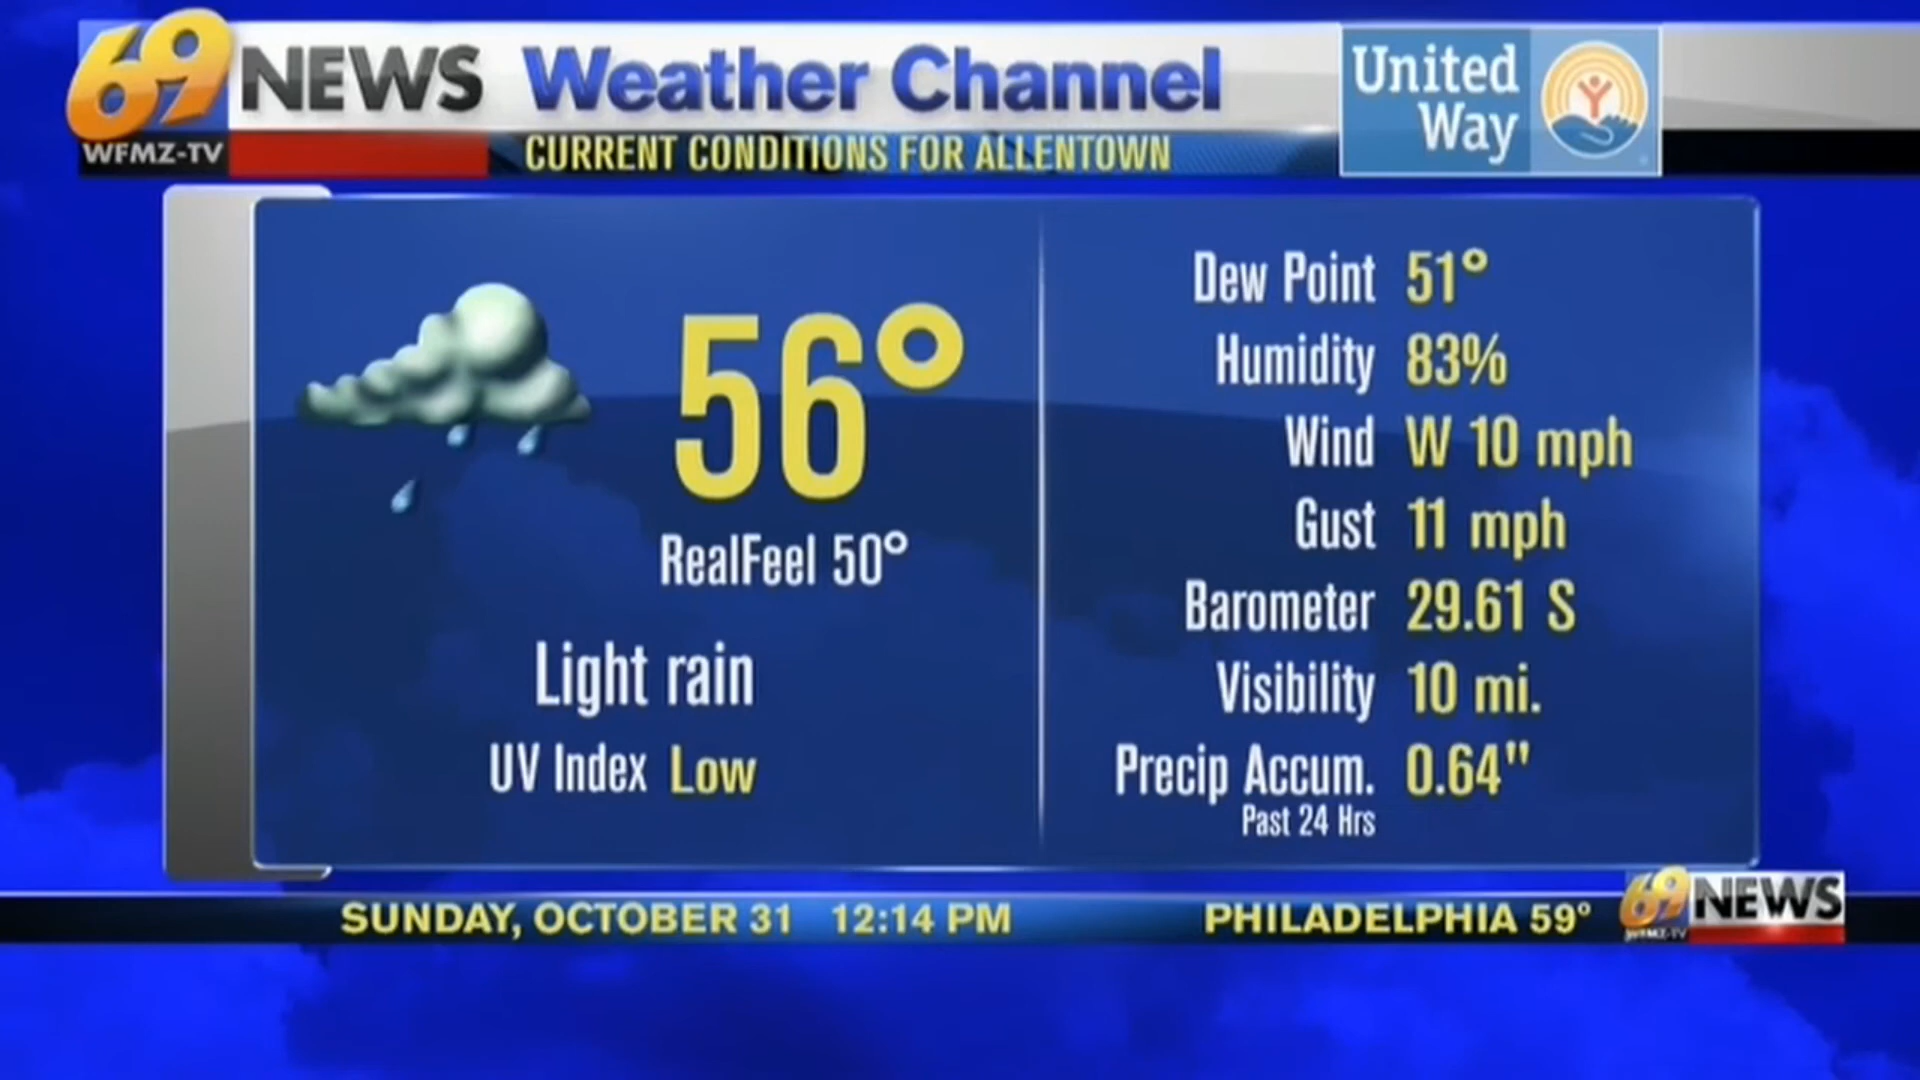 69 NEWS
WFMZ-TV
Weather Channel
CURRENT CONDITIONS FOR ALLENTOWN
United
Way
56°
RealFeel 50°
Light rain
UV Index Low
Dew Point 51°
Humidity 83%
Wind W 10 mph
Gust 11 mph
Barometer 29.61 S
Visibility 10 mi.
Precip Accum. 0.64"
Past 24 Hrs
SUNDAY, OCTOBER 31 12:14 PM
PHILADELPHIA 59°
69 NEWS
WFMZ-TV